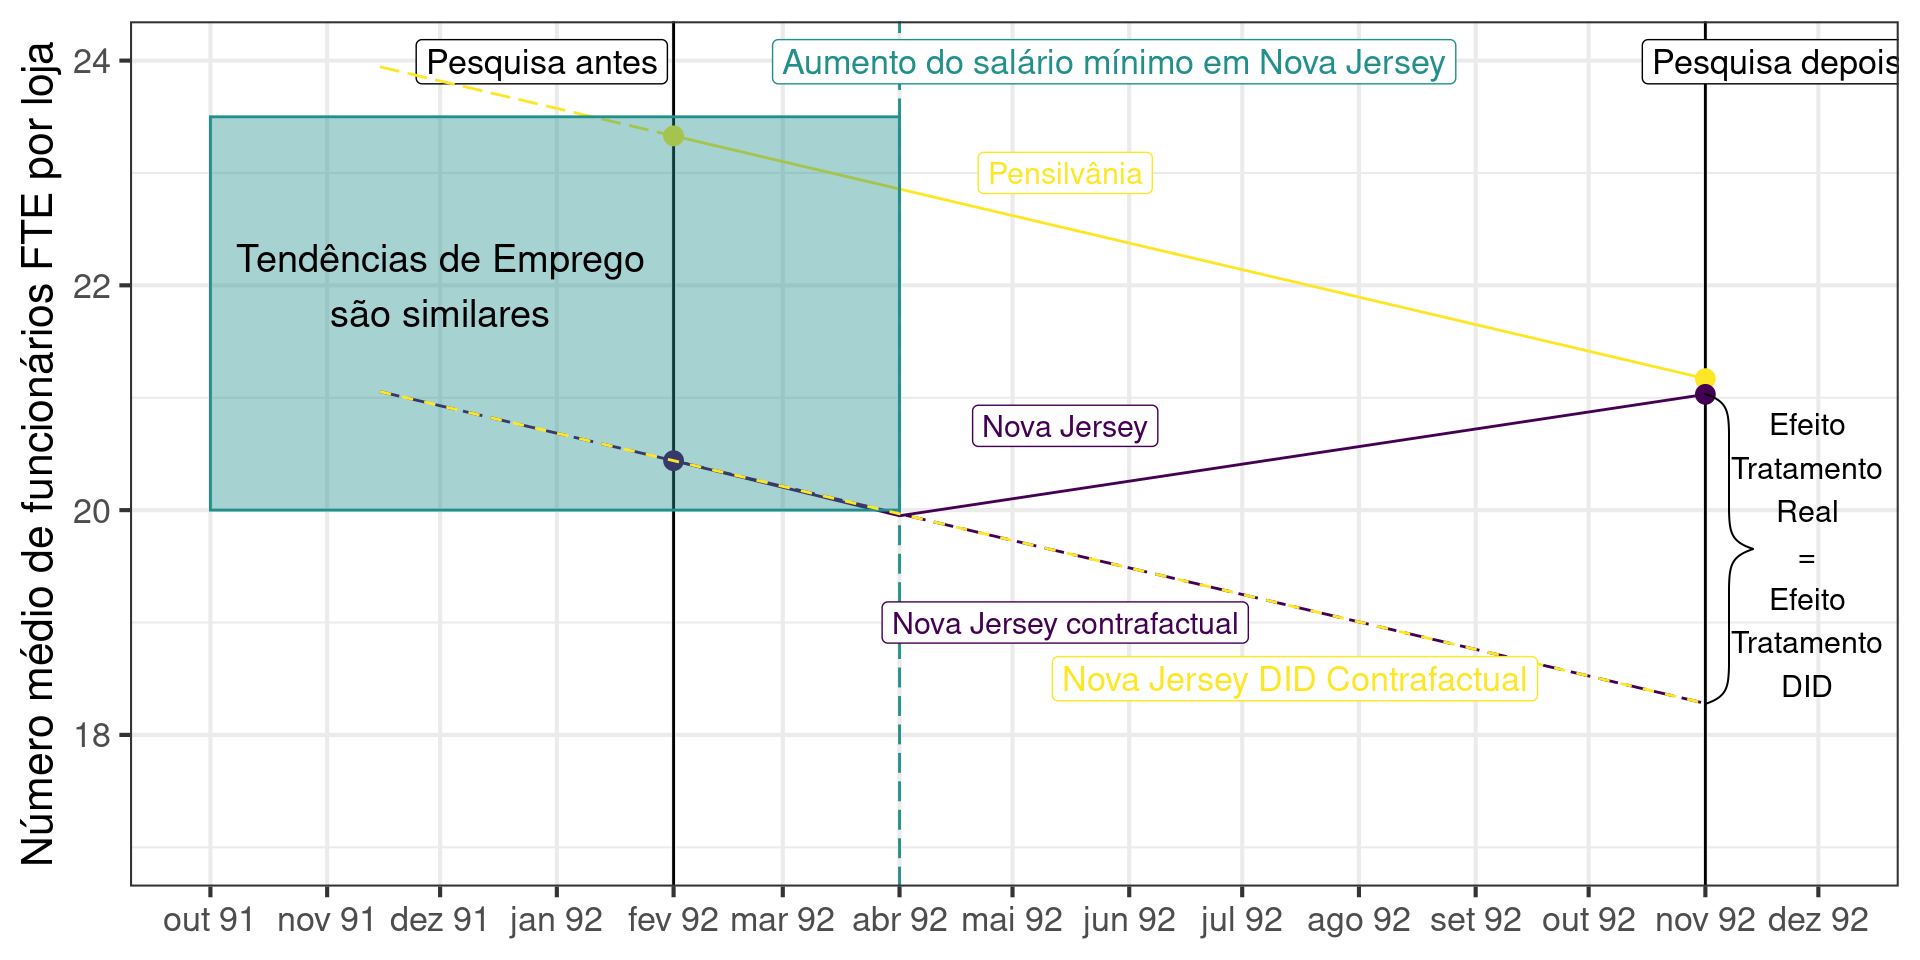 Número médio de funcionários FTE por loja
24
22
20
18
Pesquisa antes
Aumento do salário mínimo em Nova Jersey
Pesquisa depois
Pensilvânia
Tendências de Emprego
são similares
Nova Jersey
Efeito
Tratamento
Real
=
Efeito
Tratamento
DID
Nova Jersey contrafactual
Nova Jersey DID Contrafactual
out 91
nov 91
dez 91
jan 92
fev 92
mar 92
abr 92
mai 92
jun 92
jul 92
ago 92
set 92
out 92
nov 92
dez 92